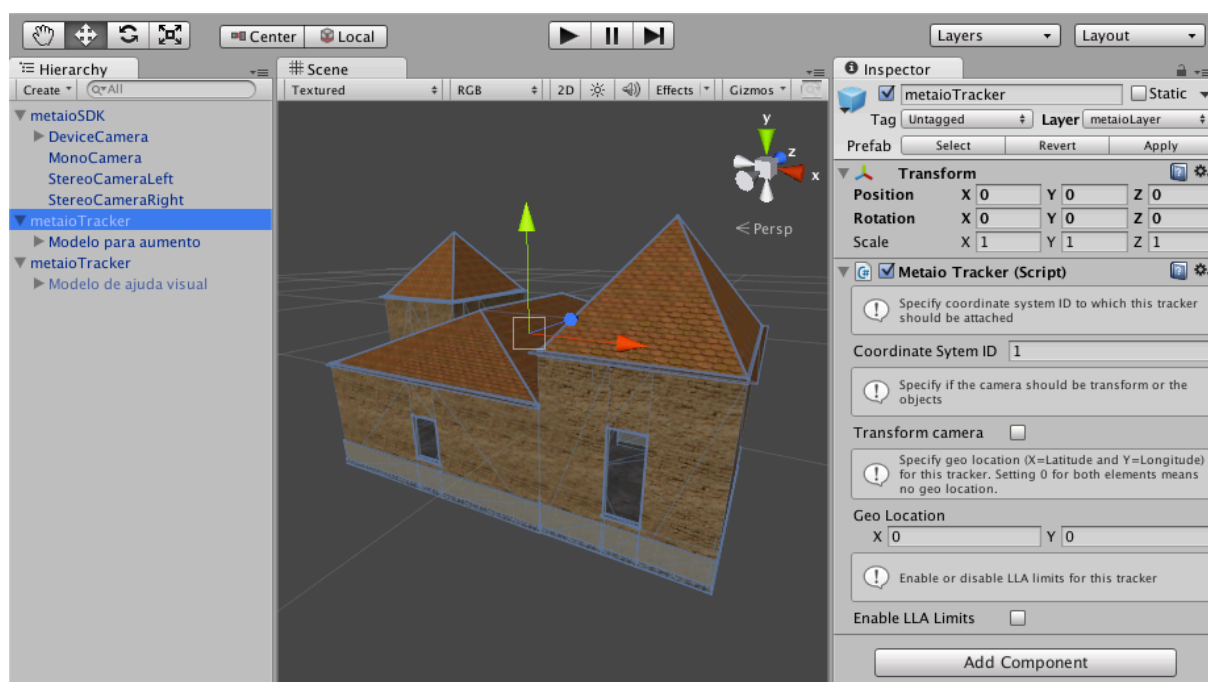 Center Local
Layers Layout
Hierarchy
Create All
metaioSDK
DeviceCamera
MonoCamera
StereoCameraLeft
StereoCameraRight
metaioTracker
Modelo para aumento
metaioTracker
Modelo de ajuda visual
Scene
Textured RGB 2D Effects Gizmos
y
z
x
Persp
Inspector
metaioTracker Static
Tag Untagged Layer metaioLayer
Prefab Select Revert Apply
Transform
Position X 0 Y 0 Z 0
Rotation X 0 Y 0 Z 0
Scale X 1 Y 1 Z 1
Metaio Tracker (Script)
Specify coordinate system ID to which this tracker
should be attached
Coordinate Sytem ID 1
Specify if the camera should be transform or the
objects
Transform camera
Specify geo location (X=Latitude and Y=Longitude)
for this tracker. Setting 0 for both elements means
no geo location.
Geo Location
X 0 Y 0
Enable or disable LLA limits for this tracker
Enable LLA Limits
Add Component